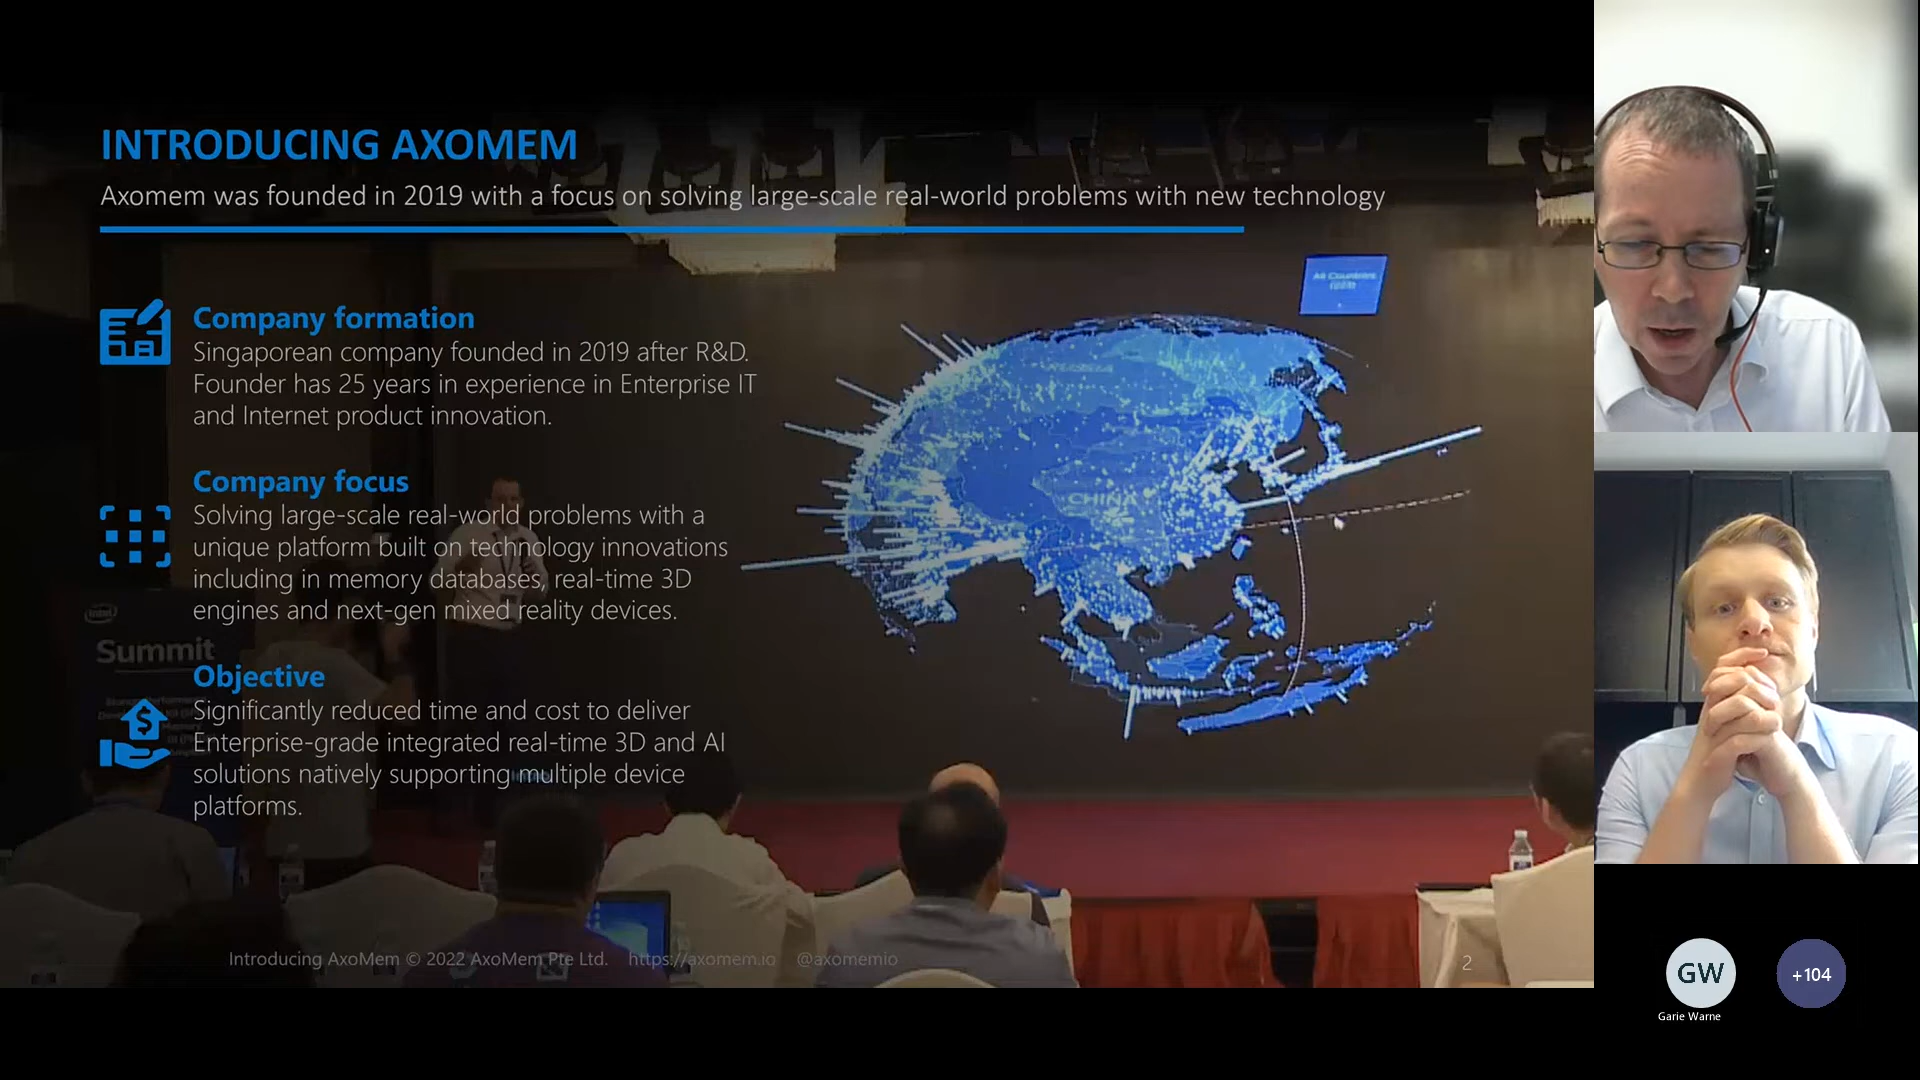 INTRODUCING AXOMEM
Axomem was founded in 2019 with a focus on solving large-scale real-world problems with new technology
All Countries
Company formation
Singaporean company founded in 2019 after R&D.
Founder has 25 years in experience in Enterprise IT
and Internet product innovation.
Company focus
Solving large-scale real-world problems with a
unique platform built on technology innovations
including in memory databases, real-time 3D
engines and next-gen mixed reality devices.
RUSSIA
CHINA
intel
Summit
Objective
Significantly reduced time and cost to deliver
Enterprise-grade integrated real-time 3D and AI
solutions natively supporting multiple device
platforms.
Introducing AxoMem © 2022 AxoMem Pte Ltd. https://axomem.io @axomemio
2
GW
+104
Garie Warne